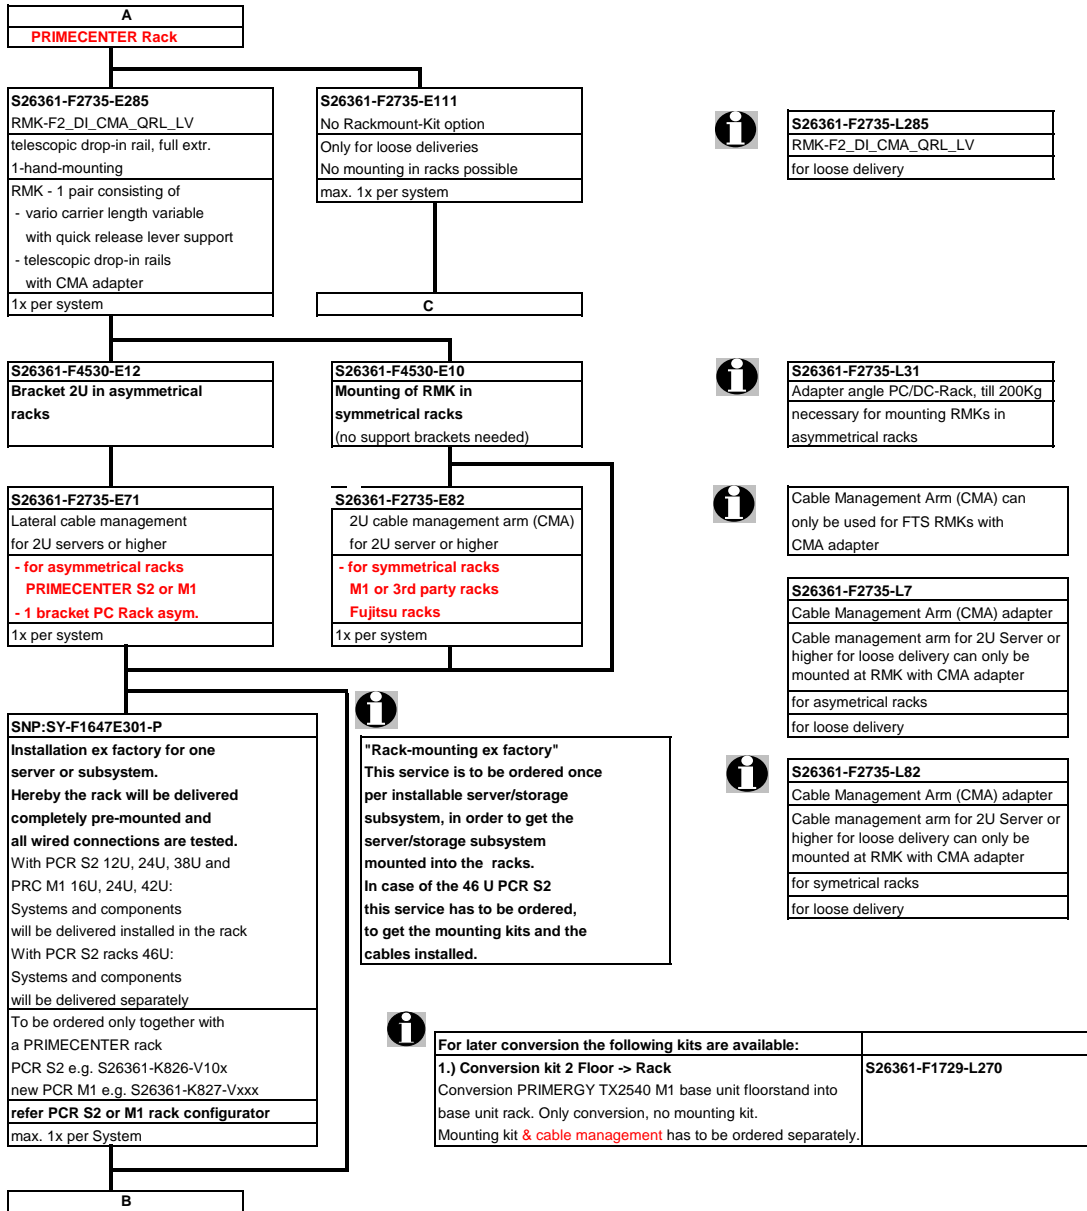 A
PRIMECENTER Rack
S26361-F2735-E285
RMK-F2_DI_CMA_QRL_LV
telescopic drop-in rail, full extr.
1-hand-mounting
RMK - 1 pair consisting of
- vario carrier length variable
with quick release lever support
- telescopic drop-in rails
with CMA adapter
1x per system
S26361-F2735-E111
No Rackmount-Kit option
Only for loose deliveries
No mounting in racks possible
max. 1x per system
C
S26361-F2735-L285
RMK-F2_DI_CMA_QRL_LV
for loose delivery
S26361-F4530-E12
Bracket 2U in asymmetrical
racks
S26361-F4530-E10
Mounting of RMK in
symmetrical racks
(no support brackets needed)
S26361-F2735-L31
Adapter angle PC/DC-Rack, till 200Kg
necessary for mounting RMKs in
asymmetrical racks
S26361-F2735-E71
Lateral cable management
for 2U servers or higher
- for asymmetrical racks
PRIMECENTER S2 or M1
- 1 bracket PC Rack asym.
1x per system
S26361-F2735-E82
2U cable management arm (CMA)
for 2U server or higher
- for symmetrical racks
M1 or 3rd party racks
Fujitsu racks
1x per system
Cable Management Arm (CMA) can
only be used for FTS RMKs with
CMA adapter
S26361-F2735-L7
Cable Management Arm (CMA) adapter
Cable management arm for 2U Server or
higher for loose delivery can only be
mounted at RMK with CMA adapter
for asymetrical racks
for loose delivery
SNP:SY-F1647E301-P
Installation ex factory for one
server or subsystem.
Hereby the rack will be delivered
completely pre-mounted and
all wired connections are tested.
With PCR S2 12U, 24U, 38U and
PRC M1 16U, 24U, 42U:
Systems and components
will be delivered installed in the rack
With PCR S2 racks 46U:
Systems and components
will be delivered separately
To be ordered only together with
a PRIMECENTER rack
PCR S2 e.g. S26361-K826-V10x
new PCR M1 e.g. S26361-K827-Vxxx
refer PCR S2 or M1 rack configurator
max. 1x per System
"Rack-mounting ex factory"
This service is to be ordered once
per installable server/storage
subsystem, in order to get the
server/storage subsystem
mounted into the racks.
In case of the 46 U PCR S2
this service has to be ordered,
to get the mounting kits and the
cables installed.
S26361-F2735-L82
Cable Management Arm (CMA) adapter
Cable management arm for 2U Server or
higher for loose delivery can only be
mounted at RMK with CMA adapter
for symetrical racks
for loose delivery
For later conversion the following kits are available:
1.) Conversion kit 2 Floor -> Rack
S26361-F1729-L270
Conversion PRIMERGY TX2540 M1 base unit floorstand into
base unit rack. Only conversion, no mounting kit.
Mounting kit & cable management has to be ordered separately.
B